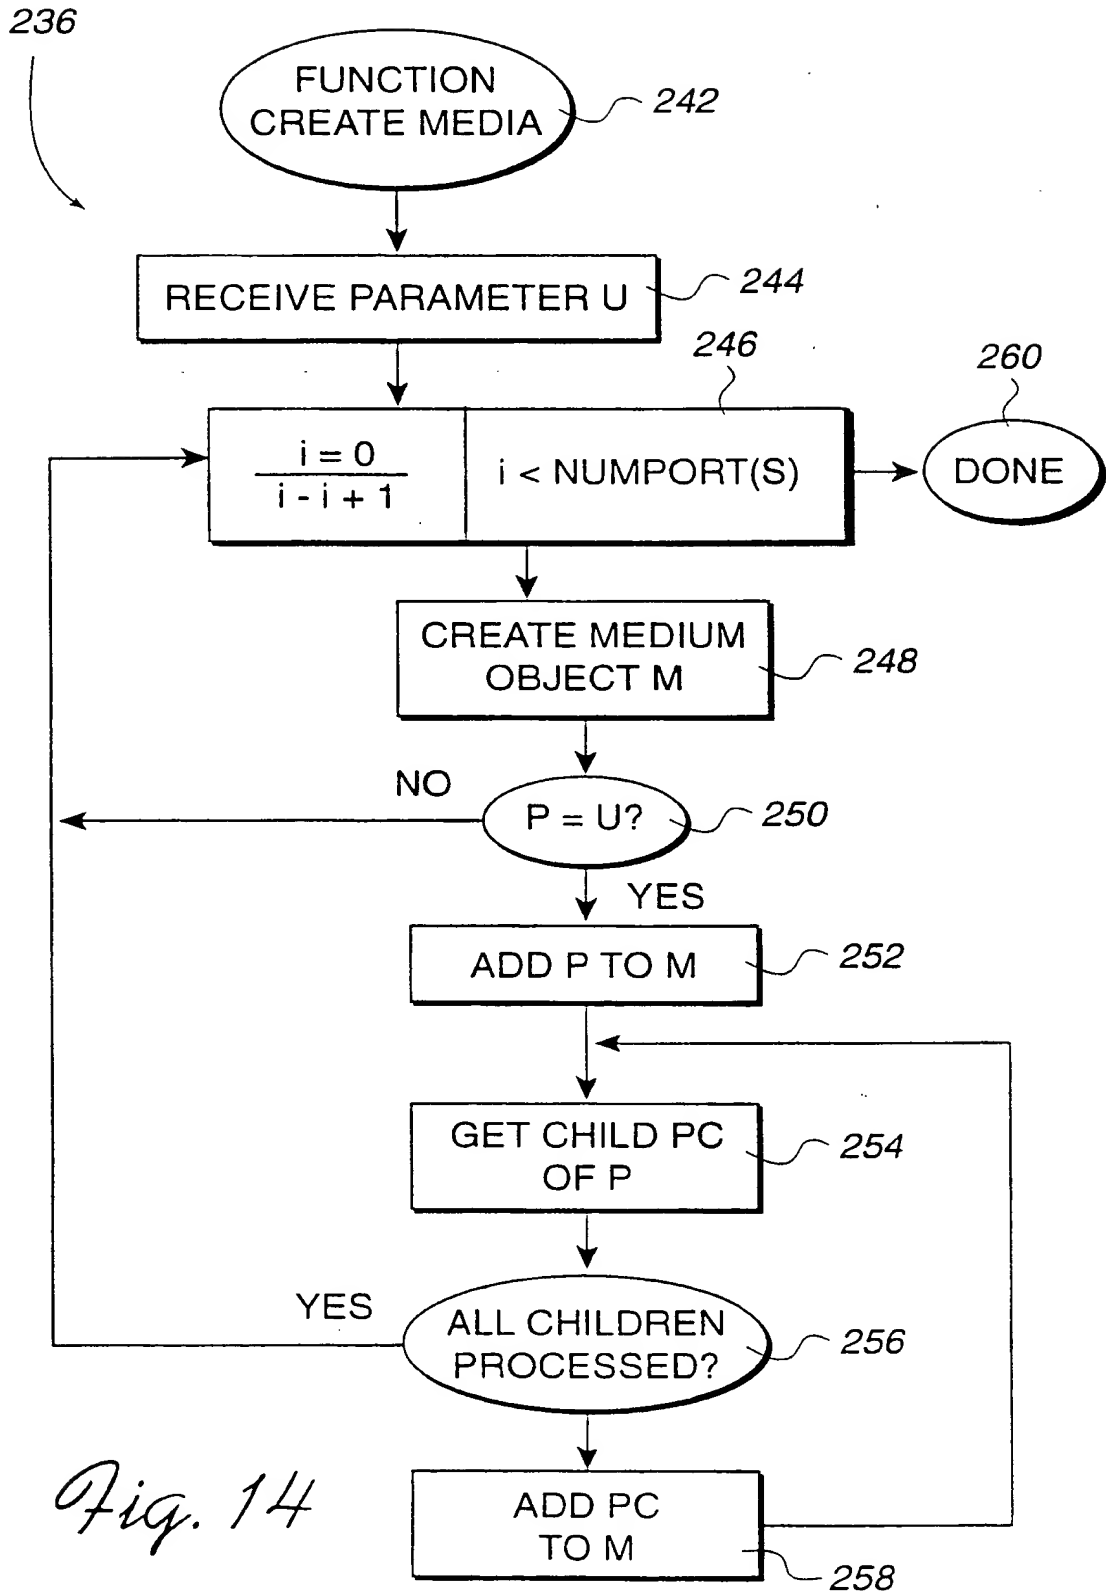 236
FUNCTION
CREATE MEDIA
242
RECEIVE PARAMETER U
244
246
260
i = 0
i - i + 1
i < NUMPORT(S)
DONE
CREATE MEDIUM
OBJECT M
248
NO
P = U?
250
YES
ADD P TO M
252
GET CHILD PC
OF P
254
YES
ALL CHILDREN
PROCESSED?
256
ADD PC
TO M
258
Fig. 14